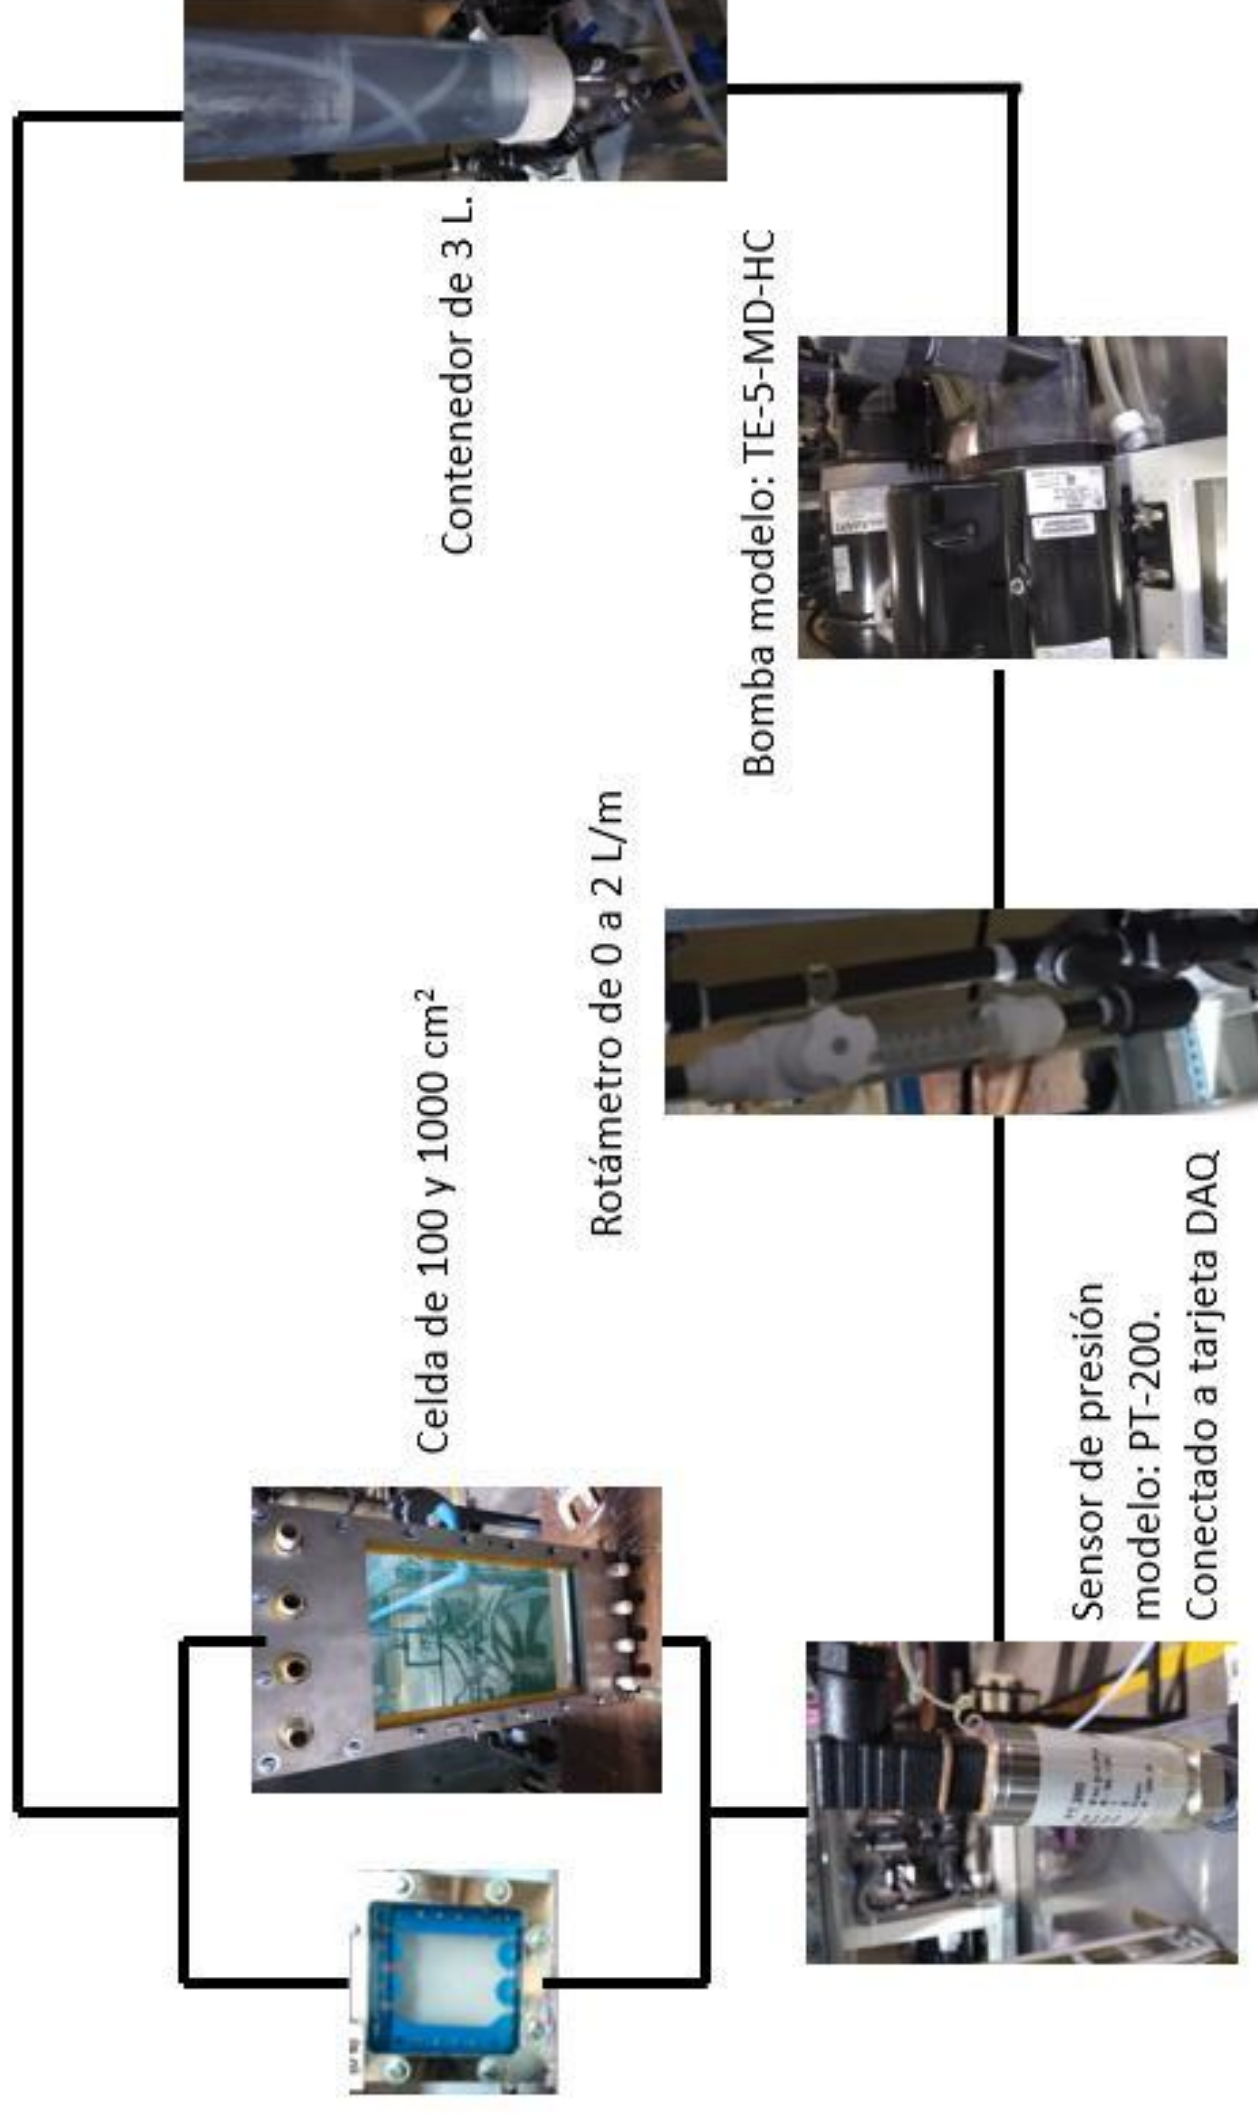 Contenedor de 3 L.
Bomba modelo: TE-5-MD-HC
Rotámetro de 0 a 2 L/m
Celda de 100 y 1000 cm²
Sensor de presión
modelo: PT-200.
Conectado a tarjeta DAQ